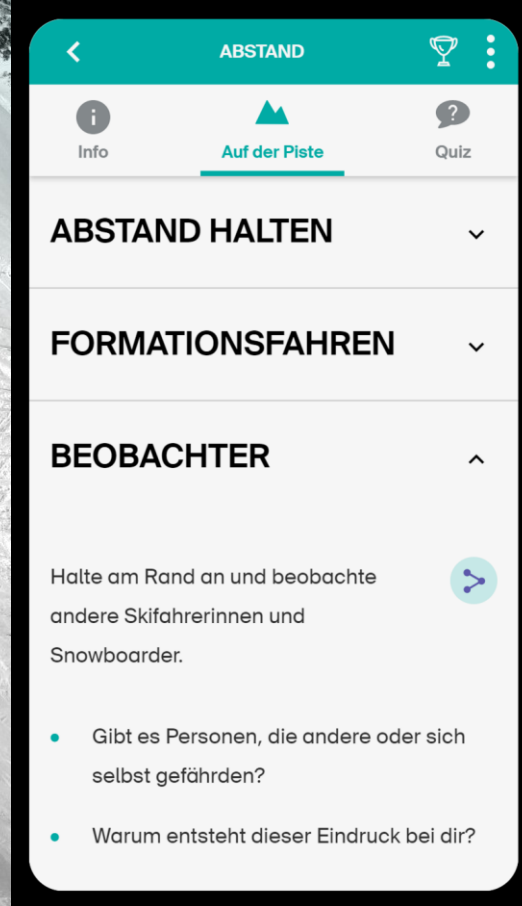 ABSTAND
Info
Auf der Piste
?
Quiz
ABSTAND HALTEN
FORMATIONSFAHREN
BEOBACHTER
Halte am Rand an und beobachte
andere Skifahrerinnen und
Snowboarder.
Gibt es Personen, die andere oder sich
selbst gefährden?
Warum entsteht dieser Eindruck bei dir?